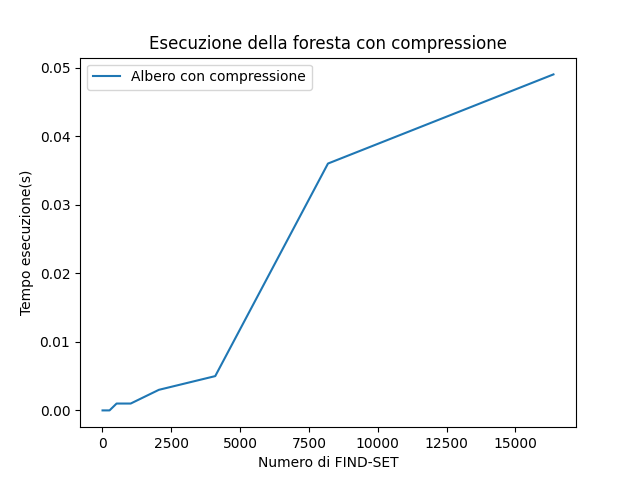 Esecuzione della foresta con compressione
Albero con compressione
0.05
0.04
0.03
0.02
0.01
0.00
Tempo esecuzione(s)
0 2500 5000 7500 10000 12500 15000
Numero di FIND-SET